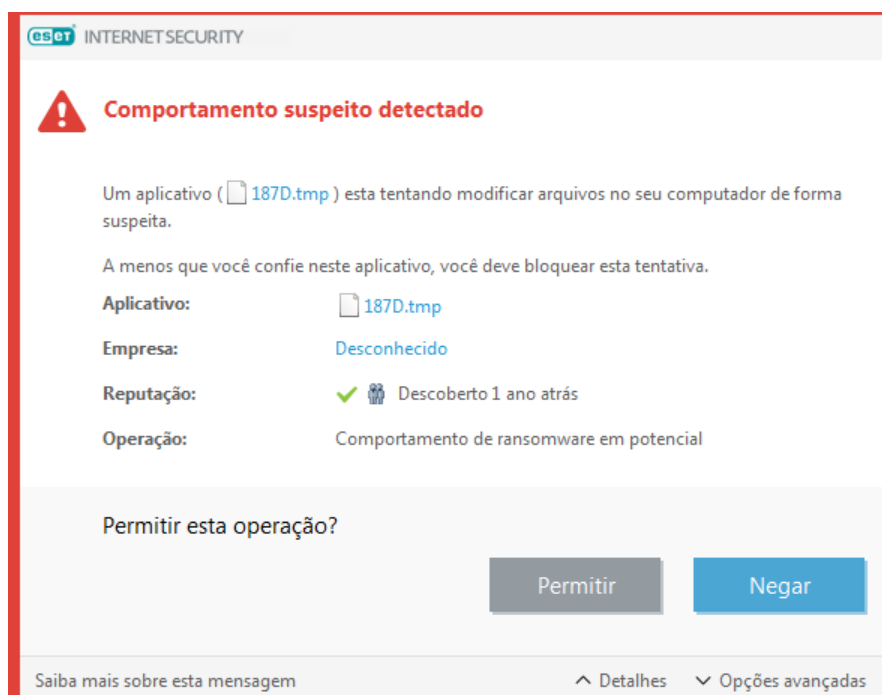 eseT INTERNET SECURITY
Comportamento suspeito detectado
Um aplicativo ( 187D.tmp ) esta tentando modificar arquivos no seu computador de forma
suspeita.
A menos que você confie neste aplicativo, você deve bloquear esta tentativa.
Aplicativo: 187D.tmp
Empresa: Desconhecido
Reputação: Descoberto 1 ano atrás
Operação: Comportamento de ransomware em potencial
Permitir esta operação?
Permitir Negar
Saiba mais sobre esta mensagem Detalhes Opções avançadas